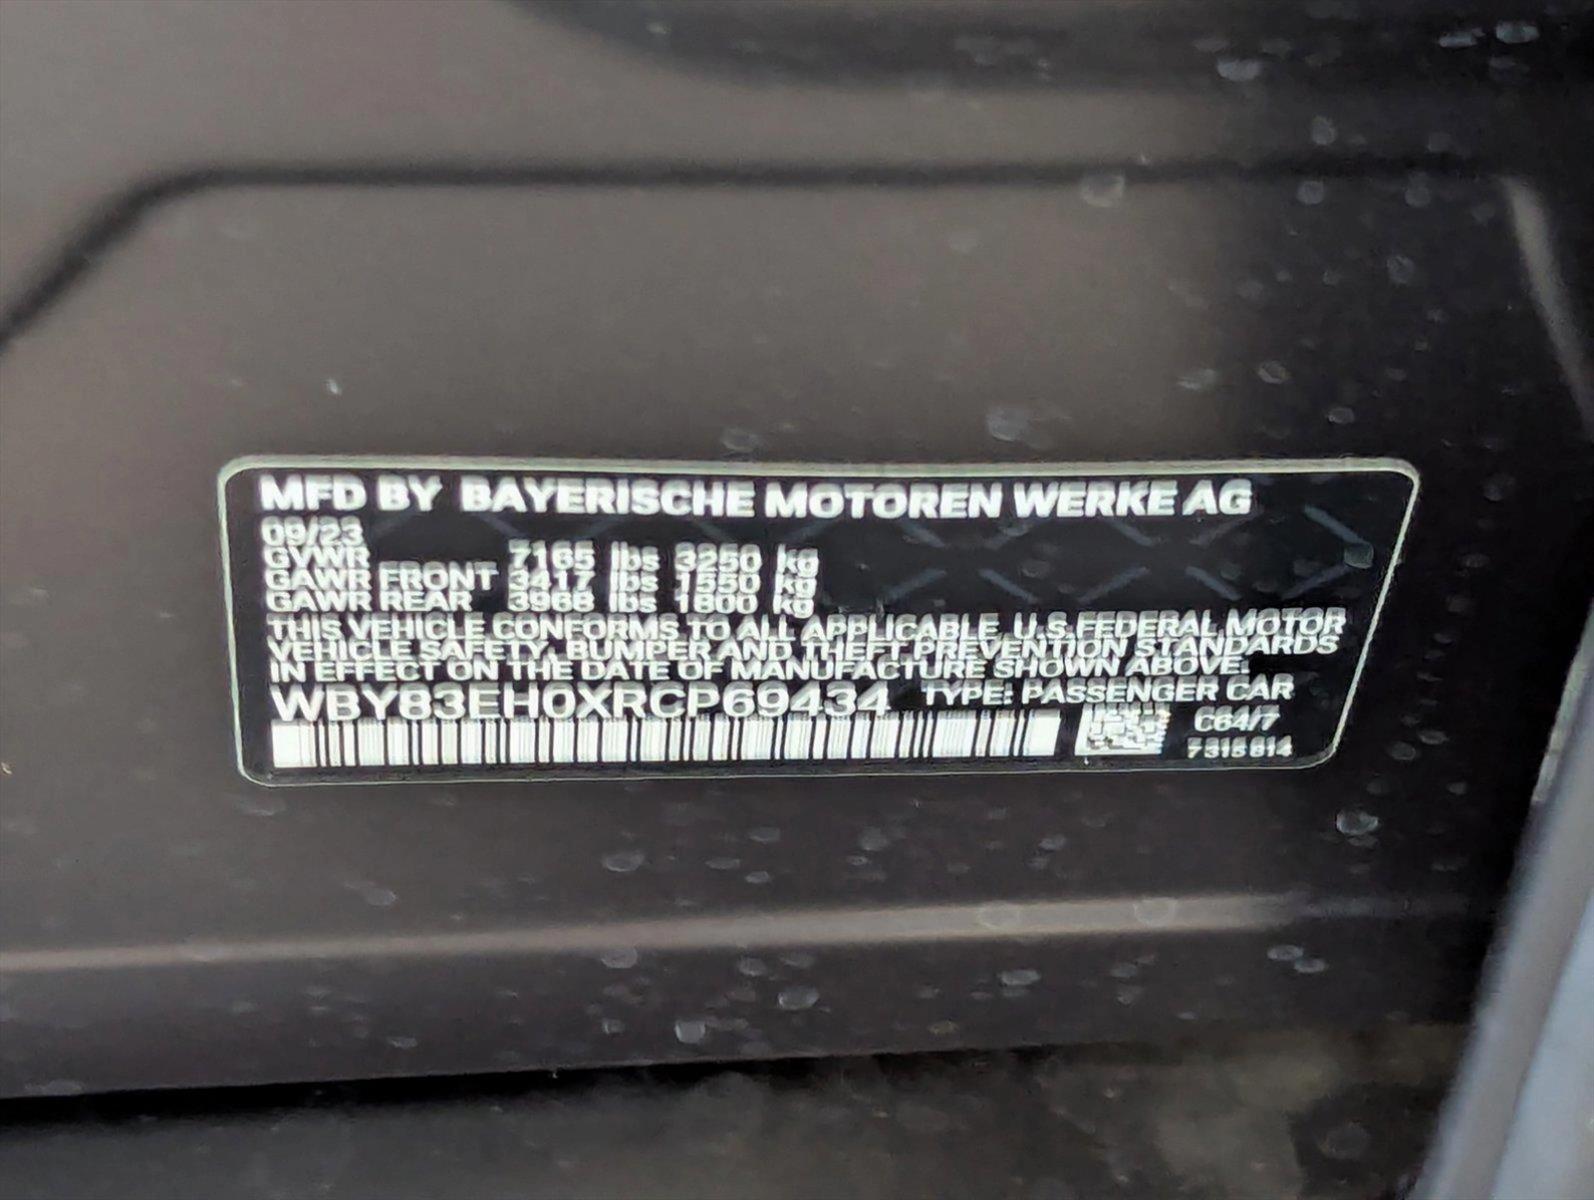 MFD BY BAYERISCHE MOTOREN WERKE AG
09/23
GVWR 7165 lbs 3250 kg
GAWR FRONT 3417 lbs 1550 kg
GAWR REAR 3968 lbs 1800 kg
THIS VEHICLE CONFORMS TO ALL APPLICABLE U.S.FEDERAL MOTOR
VEHICLE SAFETY, BUMPER AND THEFT PREVENTION STANDARDS
IN EFFECT ON THE DATE OF MANUFACTURE SHOWN ABOVE.
WBY83EH0XRCP69434 TYPE: PASSENGER CAR
C64/7
7 315 814